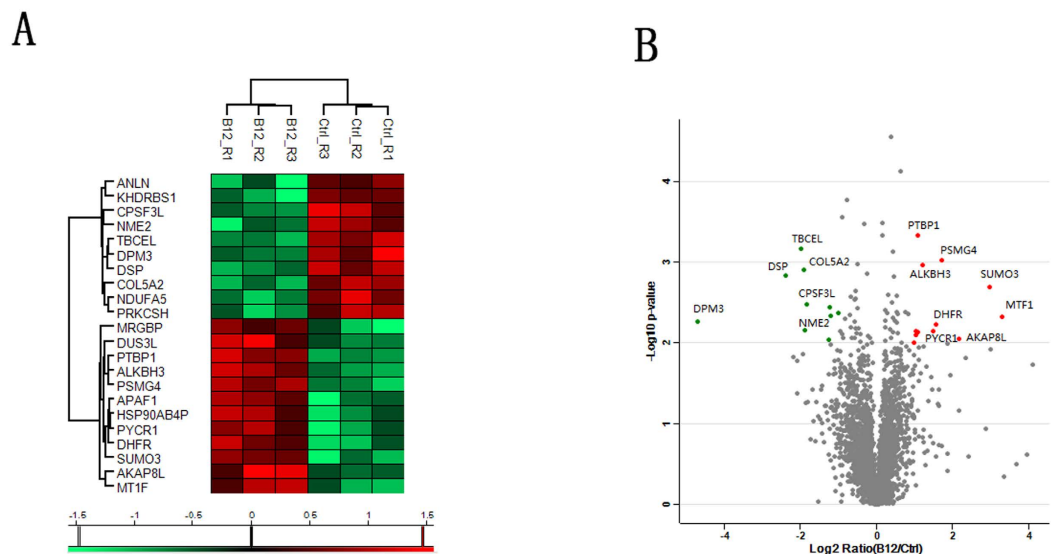 A
B12_R1
B12_R2
B12_R3
Ctrl_R3
Ctrl_R2
Ctrl_R1
ANLN
KHDRBS1
CPSF3L
NME2
TBCEL
DPM3
DSP
COL5A2
NDUFA5
PRKCSH
MRGBP
DUS3L
PTBP1
ALKBH3
PSMG4
APAF1
HSP90AB4P
PYCR1
DHFR
SUMO3
AKAP8L
MT1F
-1.5 -1 -0.5 0 0.5 1 1.5
B
-Log10 p-value
4
3
2
1
0
PTBP1
TBCEL
PSMG4
COL5A2
DSP
ALKBH3
SUMO3
CPSF3L
MTF1
DPM3
DHFR
NME2
PYCR1
AKAP8L
-4 -2 0 2 4
Log2 Ratio(B12/Ctrl)